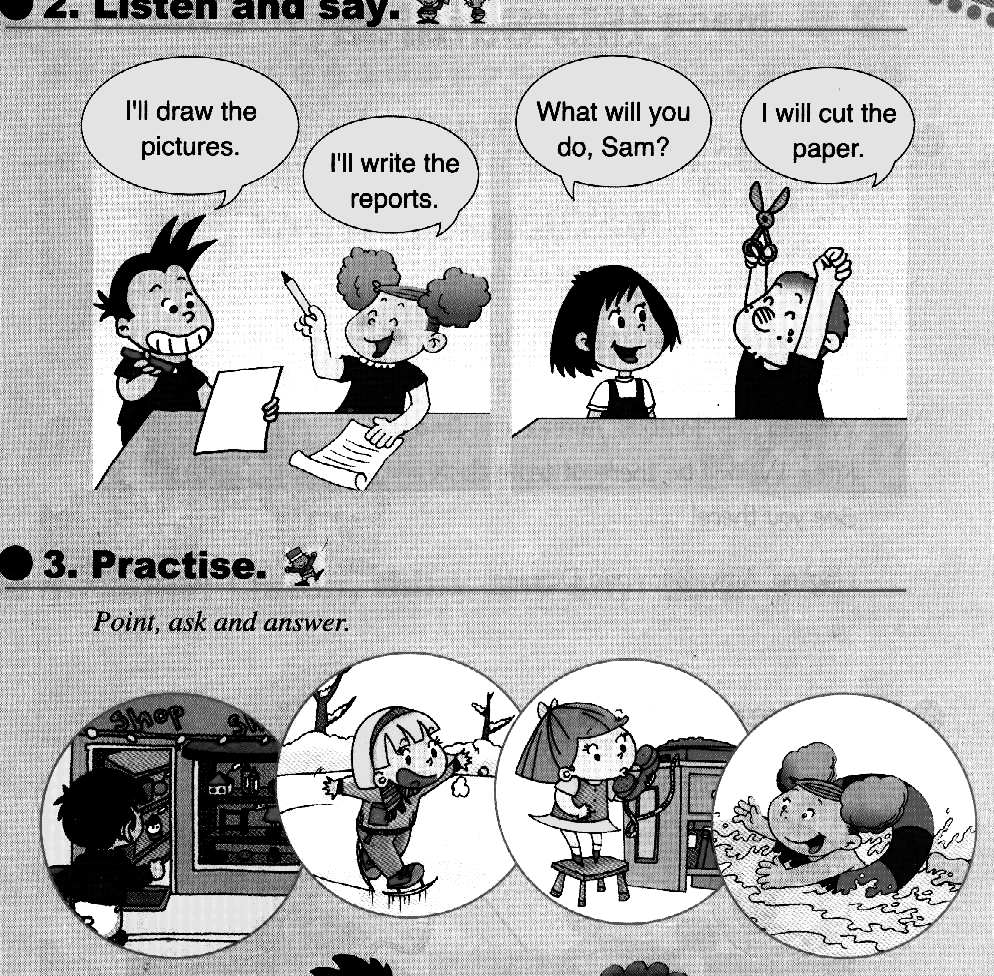 2. Listen and say.
I'll draw the
pictures.
I'll write the
reports.
What will you
do, Sam?
I will cut the
paper.
3. Practise.
Point, ask and answer.
shop